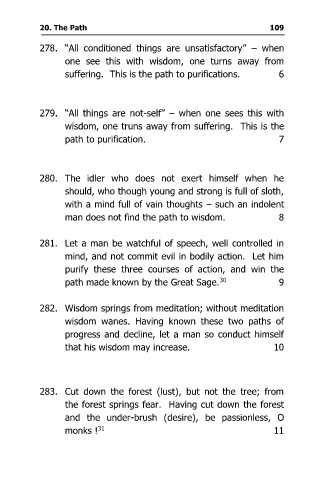 20. The Path 109
278. “All conditioned things are unsatisfactory” – when
one see this with wisdom, one turns away from
suffering. This is the path to purifications. 6
279. “All things are not-self” – when one sees this with
wisdom, one truns away from suffering. This is the
path to purification. 7
280. The idler who does not exert himself when he
should, who though young and strong is full of sloth,
with a mind full of vain thoughts – such an indolent
man does not find the path to wisdom. 8
281. Let a man be watchful of speech, well controlled in
mind, and not commit evil in bodily action. Let him
purify these three courses of action, and win the
path made known by the Great Sage.30 9
282. Wisdom springs from meditation; without meditation
wisdom wanes. Having known these two paths of
progress and decline, let a man so conduct himself
that his wisdom may increase. 10
283. Cut down the forest (lust), but not the tree; from
the forest springs fear. Having cut down the forest
and the under-brush (desire), be passionless, O
monks !31 11